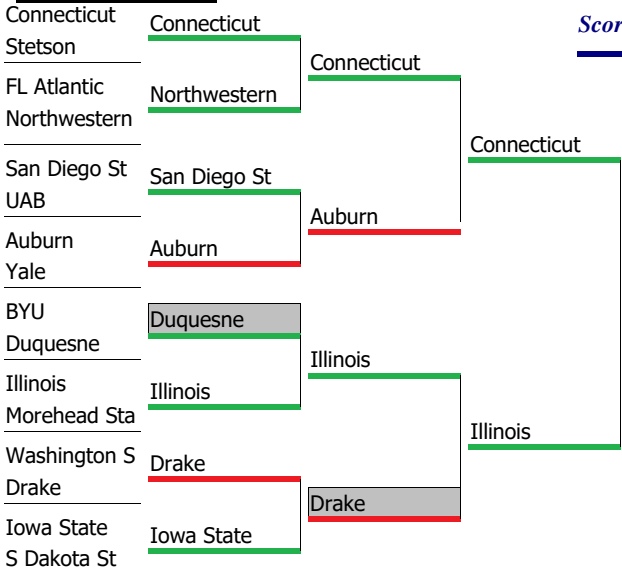 Connecticut
Stetson
FL Atlantic
Northwestern
San Diego St
UAB
Auburn
Yale
BYU
Duquesne
Illinois
Morehead Sta
Washington S
Drake
Iowa State
S Dakota St
Connecticut
Northwestern
San Diego St
Auburn
Duquesne
Illinois
Drake
Iowa State
Connecticut
Auburn
Illinois
Drake
Connecticut
Illinois
Scor